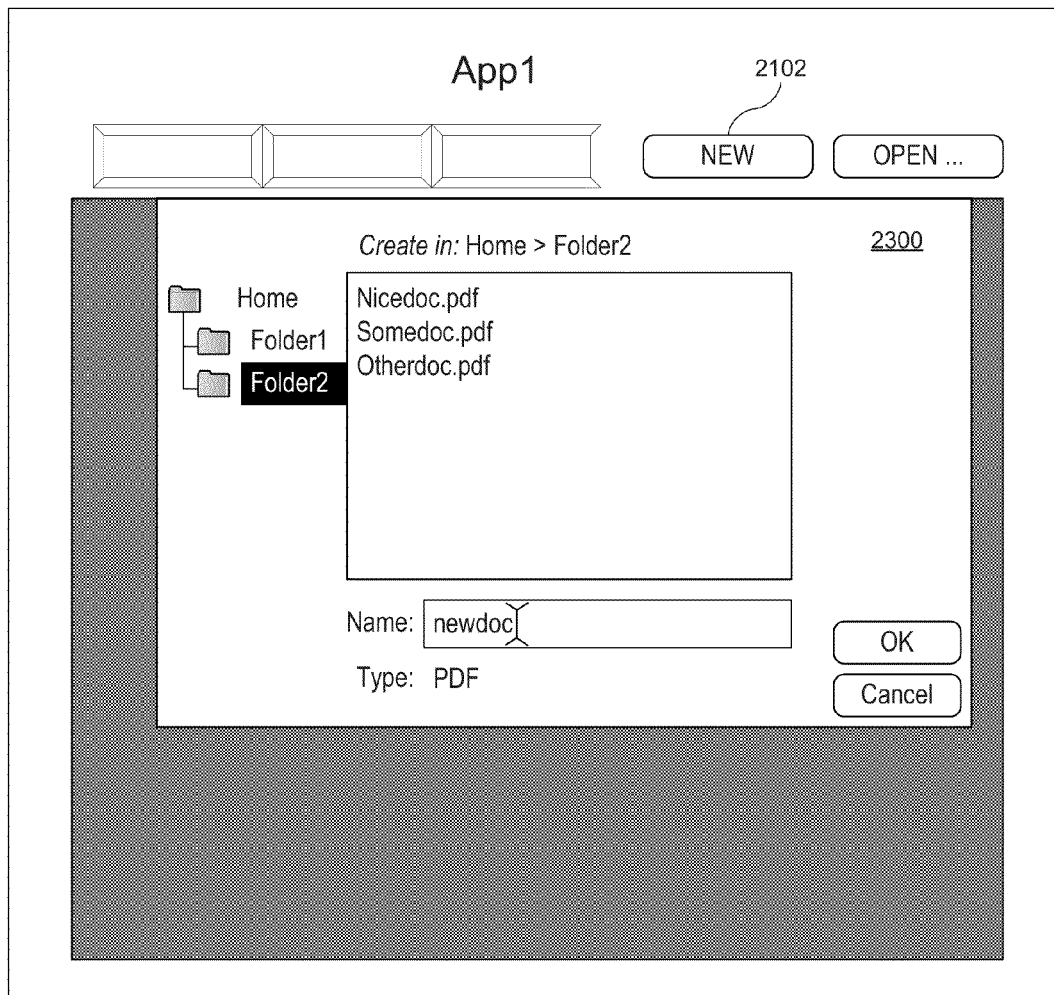 App1
2102
NEW
OPEN ...
Create in: Home > Folder2
2300
Home
Folder1
Folder2
Nicedoc.pdf
Somedoc.pdf
Otherdoc.pdf
Name: newdoc
Type: PDF
OK
Cancel